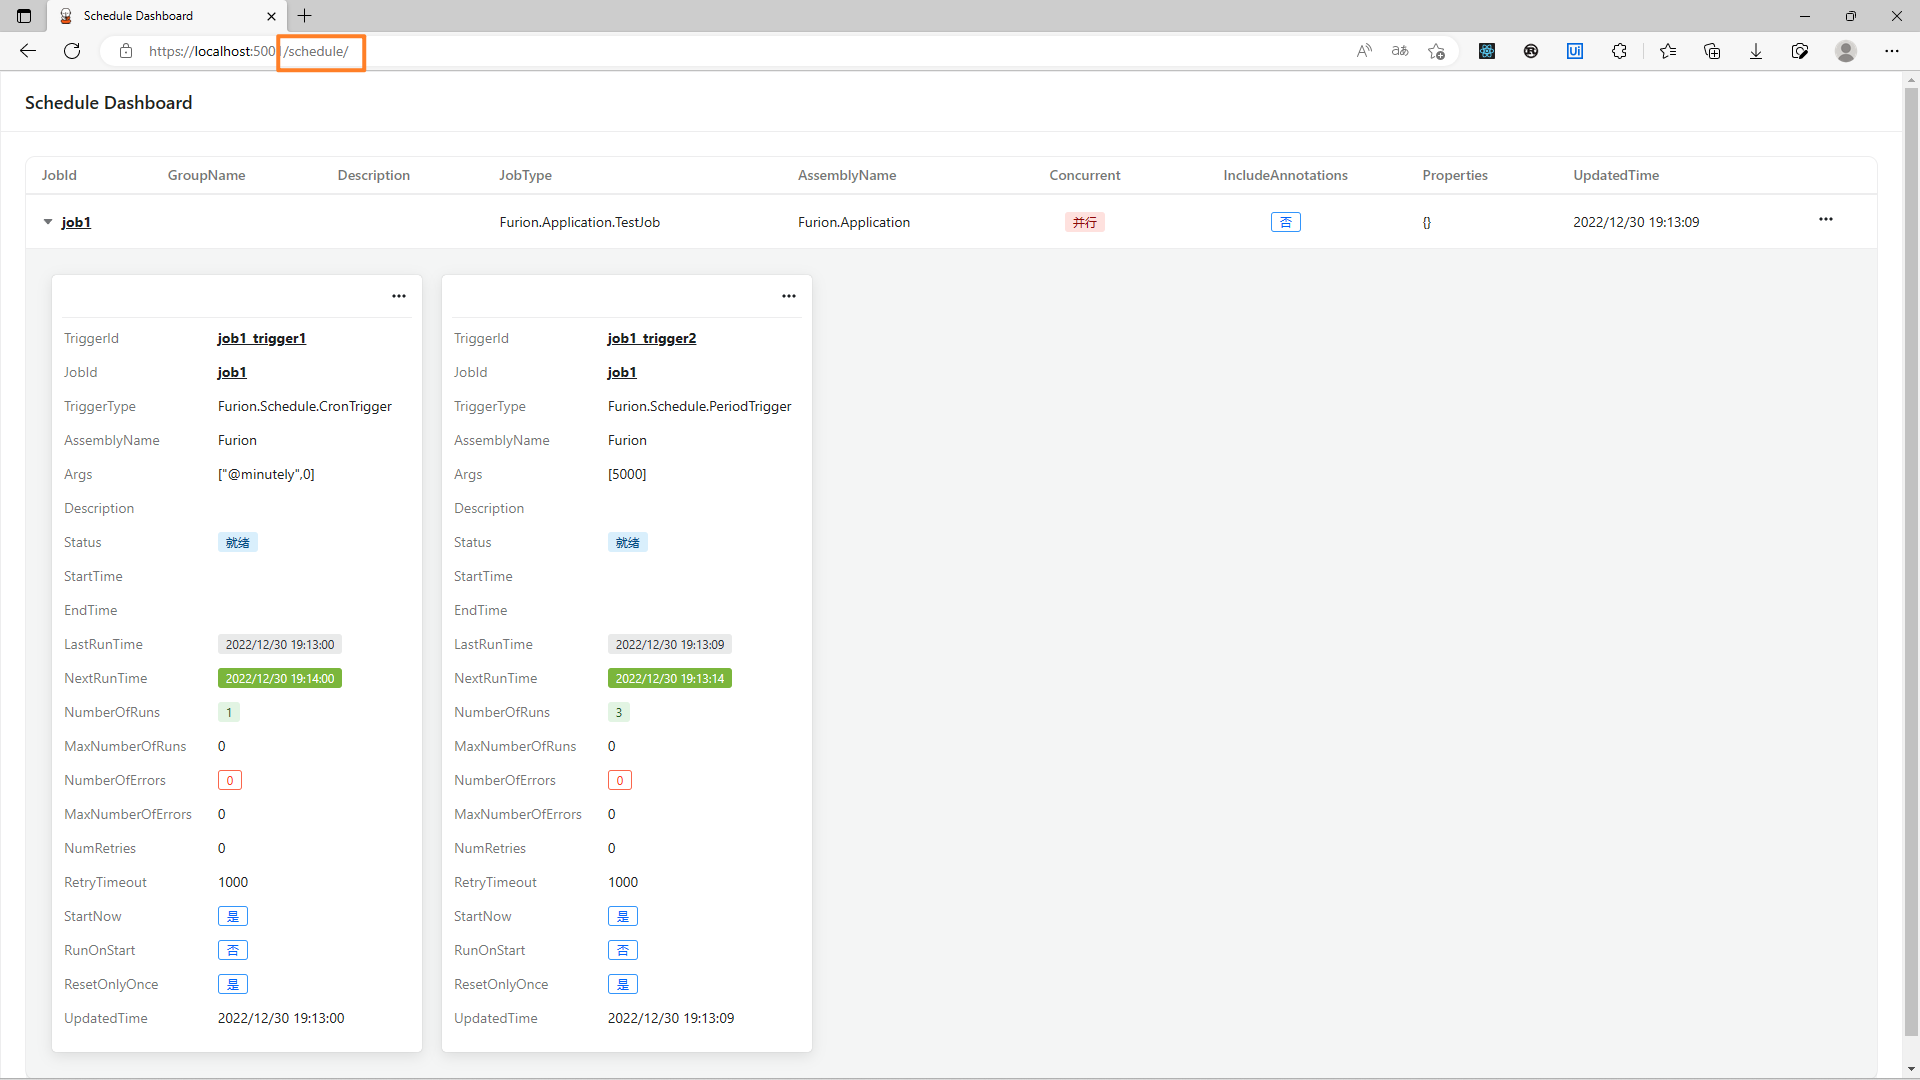 Schedule Dashboard
https://localhost:500 /schedule/
Schedule Dashboard
JobId GroupName Description JobType AssemblyName Concurrent IncludeAnnotations Properties UpdatedTime
job1 Furion.Application.TestJob Furion.Application 并行 否 {} 2022/12/30 19:13:09
TriggerId job1_trigger1
JobId job1
TriggerType Furion.Schedule.CronTrigger
AssemblyName Furion
Args ["@minutely",0]
Description
Status 就绪
StartTime
EndTime
LastRunTime 2022/12/30 19:13:00
NextRunTime 2022/12/30 19:14:00
NumberOfRuns 1
MaxNumberOfRuns 0
NumberOfErrors 0
MaxNumberOfErrors 0
NumRetries 0
RetryTimeout 1000
StartNow 是
RunOnStart 否
ResetOnlyOnce 是
UpdatedTime 2022/12/30 19:13:00
TriggerId job1_trigger2
JobId job1
TriggerType Furion.Schedule.PeriodTrigger
AssemblyName Furion
Args [5000]
Description
Status 就绪
StartTime
EndTime
LastRunTime 2022/12/30 19:13:09
NextRunTime 2022/12/30 19:13:14
NumberOfRuns 3
MaxNumberOfRuns 0
NumberOfErrors 0
MaxNumberOfErrors 0
NumRetries 0
RetryTimeout 1000
StartNow 是
RunOnStart 否
ResetOnlyOnce 是
UpdatedTime 2022/12/30 19:13:09